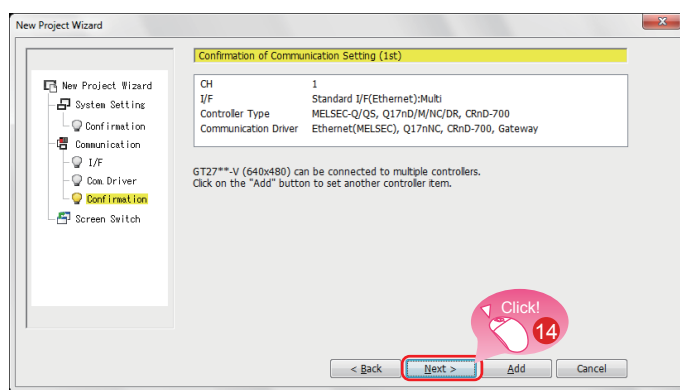 New Project Wizard
Confirmation of Communication Setting (1st)
New Project Wizard
System Setting
Confirmation
Communication
I/F
Com.Driver
Confirmation
Screen Switch
CH 1
I/F Standard I/F(Ethernet):Multi
Controller Type MELSEC-Q/QS, Q17nD/M/NC/DR, CRnD-700
Communication Driver Ethernet(MELSEC), Q17nNC, CRnD-700, Gateway
GT27**-V (640x480) can be connected to multiple controllers.
Click on the "Add" button to set another controller item.
Click!
14
< Back Next > Add Cancel